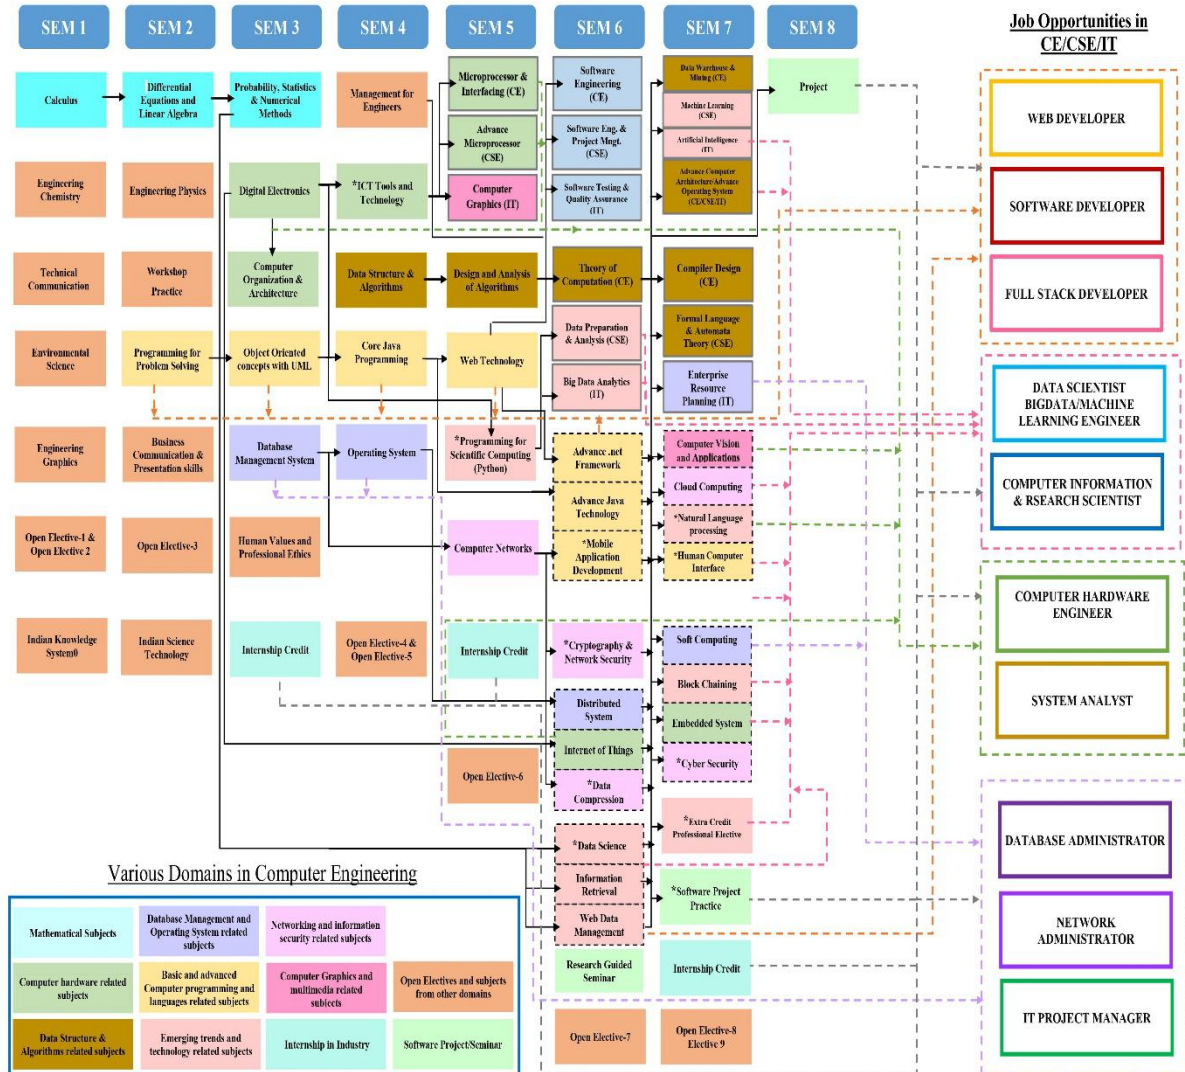 SEM 1
SEM 2
SEM 3
SEM 4
SEM 5
SEM 6
SEM 7
SEM 8
Job Opportunities in
CE/CSE/IT
Calculus
Differential
Equations and
Linear Algebra
Probability, Statistics
& Numerical
Methods
Management for
Engineers
Microprocessor &
Interfacing (CE)
Advance
Microprocessor
(CSE)
Software
Engineering
(CE)
Software Eng. &
Project Mngt.
(CSE)
Data Warehouse &
Mining (CE)
Machine Learning
(CSE)
Artificial Intelligence
(IT)
Project
WEB DEVELOPER
Engineering
Chemistry
Engineering Physics
Digital Electronics
*ICT Tools and
Technology
Computer
Graphics (IT)
Software Testing &
Quality Assurance
(IT)
Advance Computer
Architecture/Advance
Operating System
(CE/CSE/IT)
SOFTWARE
DEVELOPER
Technical
Communication
Workshop
Practice
Computer
Organization &
Architecture
Data Structure &
Algorithms
Design and Analysis
of Algorithms
Theory of
Computation (CE)
Compiler Design
(CE)
FULL STACK
DEVELOPER
Environmental
Science
Programming for
Problem Solving
Object Oriented
concepts with UML
Core Java
Programming
Web Technology
Data Preparation
& Analysis (CSE)
Big Data Analytics
(IT)
Formal Language
& Automata
Theory (CSE)
Enterprise
Resource
Planning (IT)
DATA SCIENTIST
BIGDATA/MACHINE
LEARNING ENGINEER
Engineering
Graphics
Business
Communication &
Presentation skills
Database
Management System
Operating System
*Programming for
Scientific Computing
(Python)
Advance .net
Framework
Advance Java
Technology
*Mobile
Application
Development
Computer Vision
and Applications
Cloud Computing
*Natural Language
processing
*Human Computer
Interface
COMPUTER INFORMATION
& RSEARCH SCIENTIST
Open Elective-1 &
Open Elective 2
Open Elective-3
Human Values and
Professional Ethics
Computer Networks
COMPUTER HARDWARE
ENGINEER
Indian Knowledge
System0
Indian Science
Technology
Internship Credit
Open Elective-4 &
Open Elective-5
Internship Credit
*Cryptography &
Network Security
Distributed
System
Internet of Things
*Data
Compression
Soft Computing
Block Chaining
Embedded System
*Cyber Security
SYSTEM ANALYST
Open Elective-6
*Data Science
Information
Retrieval
Web Data
Management
*Extra Credit
Professional Elective
*Software Project
Practice
DATABASE ADMINISTRATOR
Research Guided
Seminar
Internship Credit
NETWORK
ADMINISTRATOR
Open Elective-7
Open Elective-8
Elective 9
IT PROJECT MANAGER
Various Domains in Computer Engineering
Mathematical Subjects
Database Management and
Operating System related
subjects
Networking and information
security related subjects
Computer hardware related
subjects
Basic and advanced
Computer programming and
languages related subjects
Computer Graphics and
multimedia related
subjects
Open Electives and subjects
from other domains
Data Structure &
Algorithms related subjects
Emerging trends and
technology related subjects
Internship in Industry
Software Project/Seminar